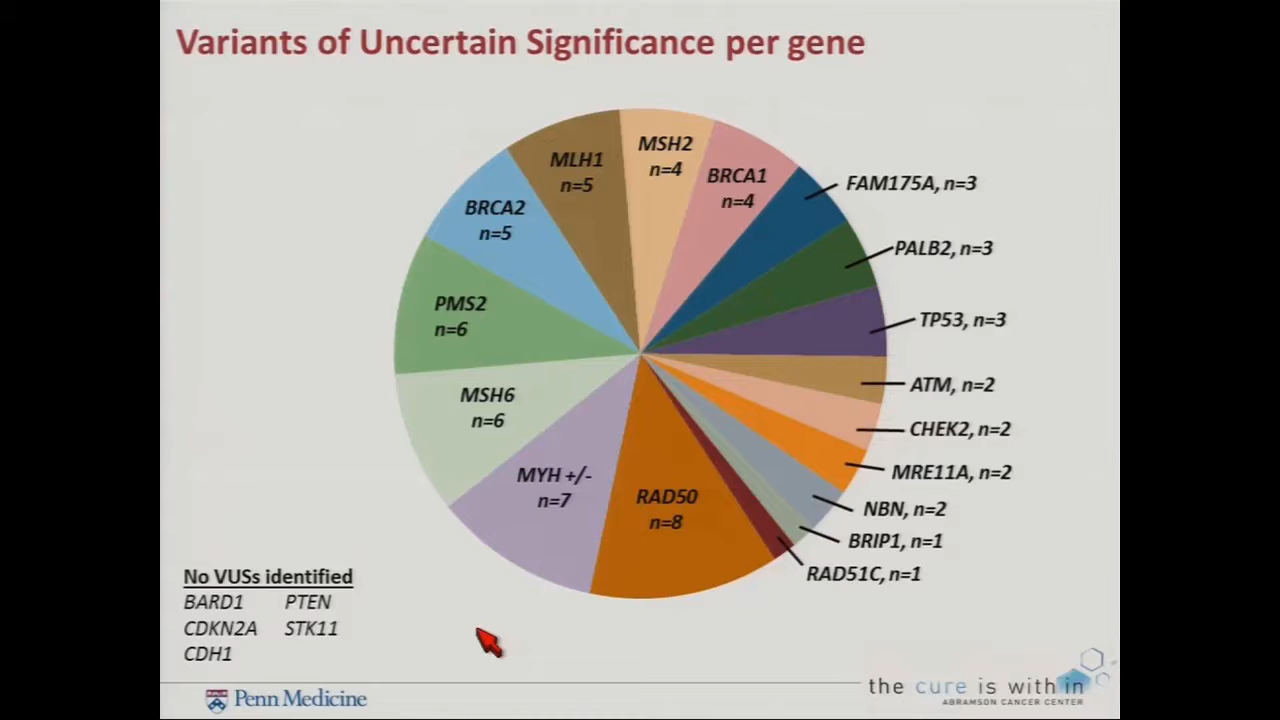 Variants of Uncertain Significance per gene
MSH2
n=4
BRCA1
n=4
FAM175A, n=3
PALB2, n=3
TP53, n=3
ATM, n=2
CHEK2, n=2
MRE11A, n=2
NBN, n=2
BRIP1, n=1
RAD51C, n=1
RAD50
n=8
MYH +/-
n=7
MSH6
n=6
PMS2
n=6
BRCA2
n=5
MLH1
n=5
No VUSs identified
BARD1 PTEN
CDKN2A STK11
CDH1
Penn Medicine
the cure is within
ABRAMSON CANCER CENTER